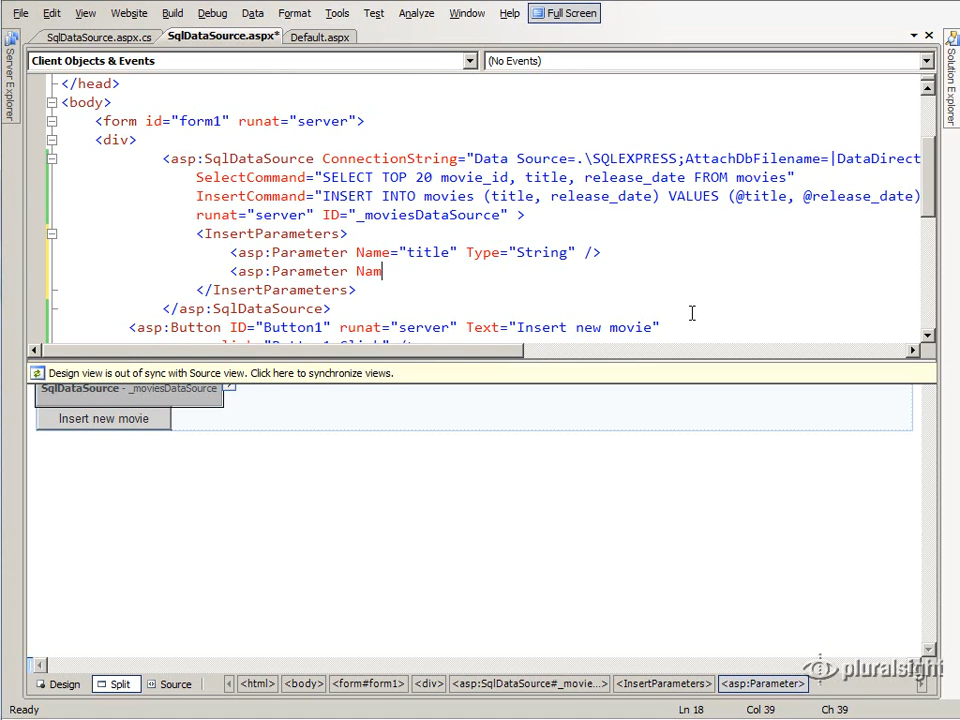 File Edit View Website Build Debug Data Format Tools Test Analyze Window Help Full Screen
SqlDataSource.aspx.cs SqlDataSource.aspx* Default.aspx
Server Explorer
Solution Explorer
Client Objects & Events (No Events)
</head>
<body>
<form id="form1" runat="server">
<div>
<asp:SqlDataSource ConnectionString="Data Source=.\SQLEXPRESS;AttachDbFilename=|DataDirect
SelectCommand="SELECT TOP 20 movie_id, title, release_date FROM movies"
InsertCommand="INSERT INTO movies (title, release_date) VALUES (@title, @release_date)
runat="server" ID="_moviesDataSource" >
<InsertParameters>
<asp:Parameter Name="title" Type="String" />
<asp:Parameter Nam
</InsertParameters>
</asp:SqlDataSource>
<asp:Button ID="Button1" runat="server" Text="Insert new movie"
Design view is out of sync with Source view. Click here to synchronize views.
SqlDataSource - _moviesDataSource
Insert new movie
pluralsight
Design Split Source <html> <body> <form#form1> <div> <asp:SqlDataSource#_movie...> <InsertParameters> <asp:Parameter>
Ready Ln 18 Col 39 Ch 39